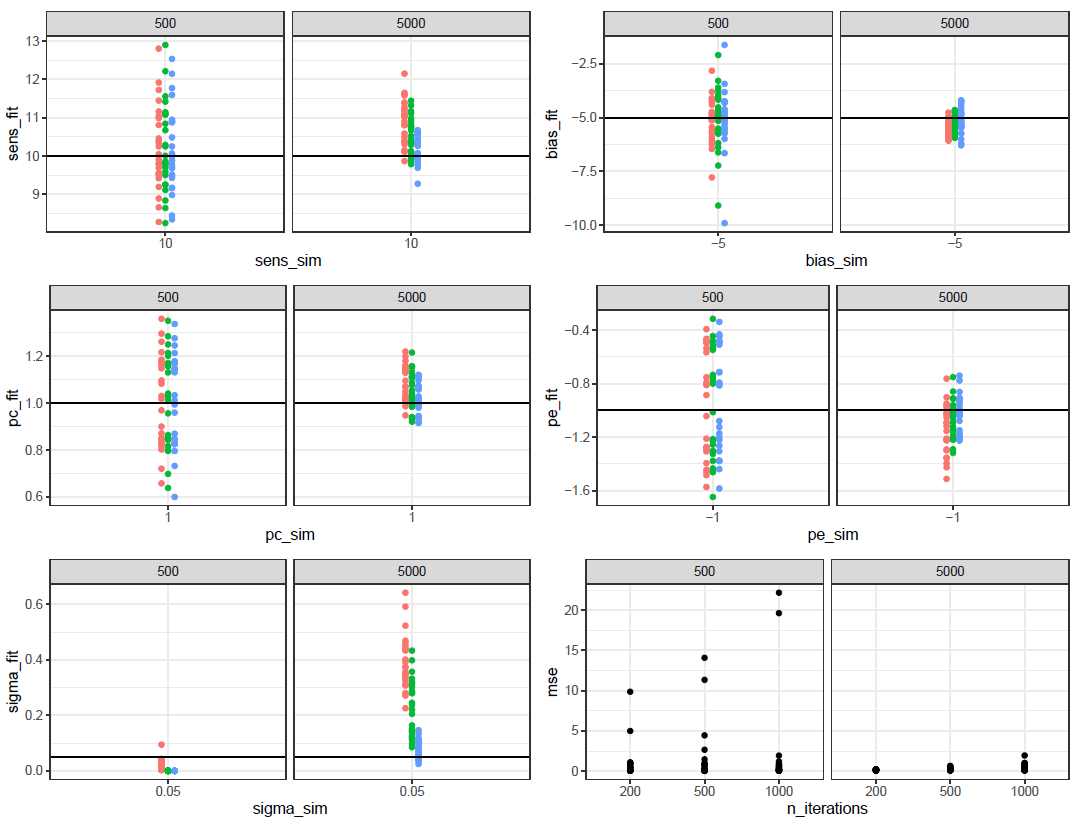 500 5000
13
12
11
10
9
sens_fit
10 10
sens_sim
500 5000
−2.5
−5.0
−7.5
−10.0
bias_fit
−5 −5
bias_sim
500 5000
1.2
1.0
0.8
0.6
pc_fit
1 1
pc_sim
500 5000
−0.4
−0.8
−1.2
−1.6
pe_fit
−1 −1
pe_sim
500 5000
0.6
0.4
0.2
0.0
sigma_fit
0.05 0.05
sigma_sim
500 5000
20
15
10
5
0
mse
200 500 1000 200 500 1000
n_iterations